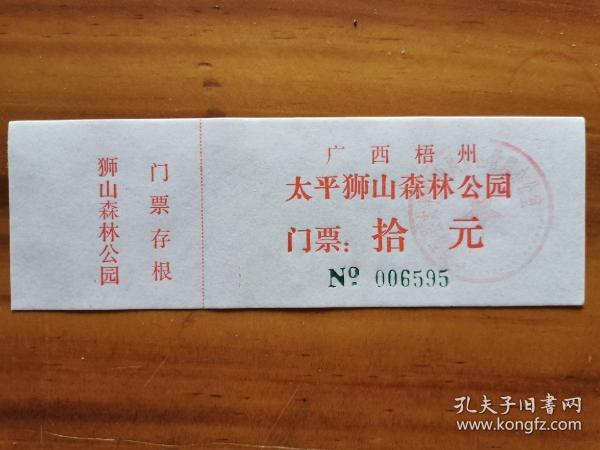 门票存根
狮山森林公园
广西梧州
太平狮山森林公园
门票：拾元
Nº 006595
孔夫子旧书网
www.kongfz.com